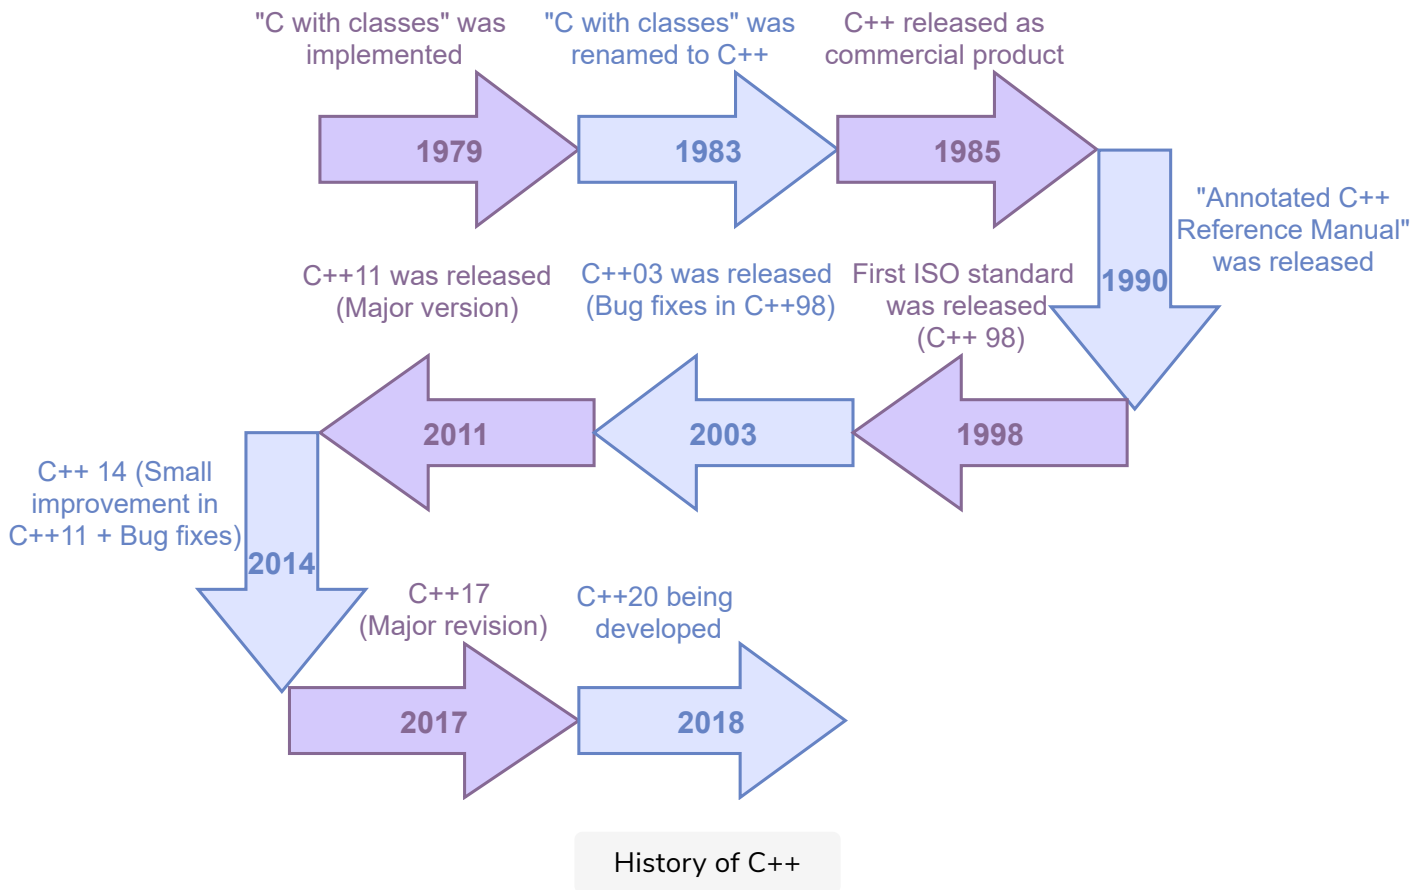 "C with classes" was
implemented
"C with classes" was
renamed to C++
C++ released as
commercial product
1979
1983
1985
"Annotated C++
Reference Manual"
was released
1990
First ISO standard
was released
(C++ 98)
C++03 was released
(Bug fixes in C++98)
C++11 was released
(Major version)
1998
2003
2011
C++ 14 (Small
improvement in
C++11 + Bug fixes)
2014
C++17
(Major revision)
C++20 being
developed
2017
2018
History of C++